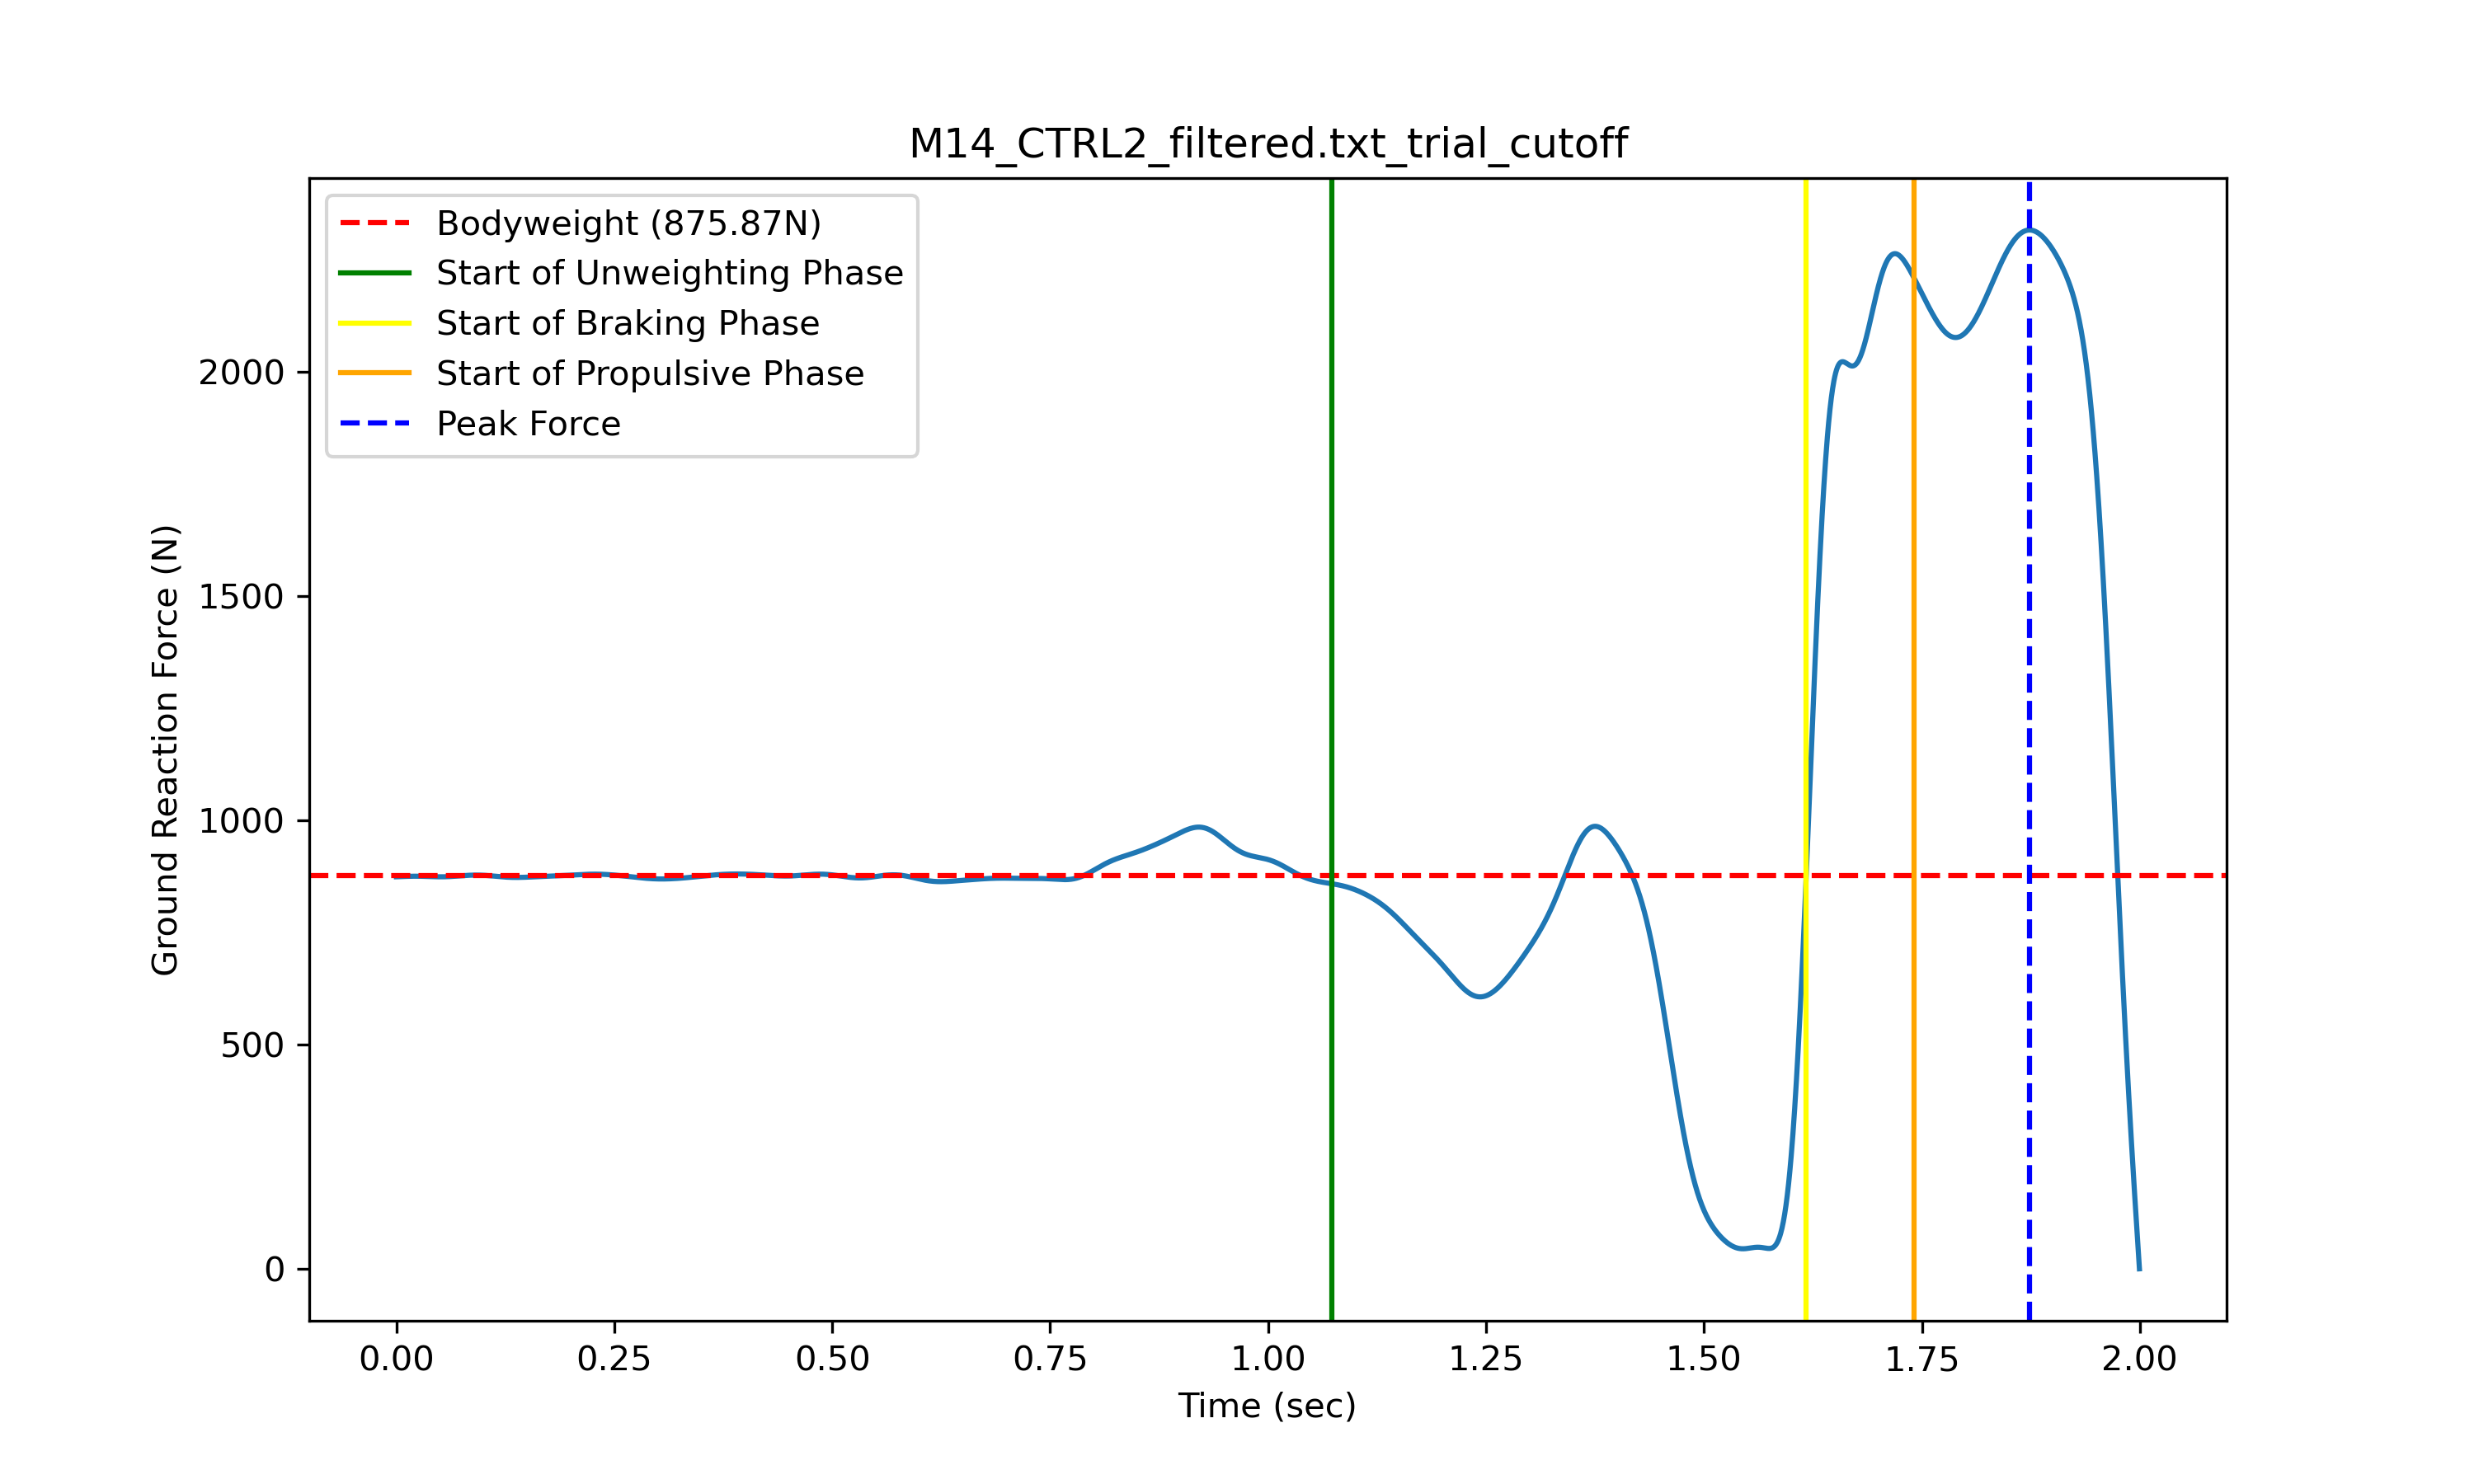 M14_CTRL2_filtered.txt_trial_cutoff
Bodyweight (875.87N)
Start of Unweighting Phase
Start of Braking Phase
Start of Propulsive Phase
Peak Force
Ground Reaction Force (N)
2000
1500
1000
500
0
0.00 0.25 0.50 0.75 1.00 1.25 1.50 1.75 2.00
Time (sec)